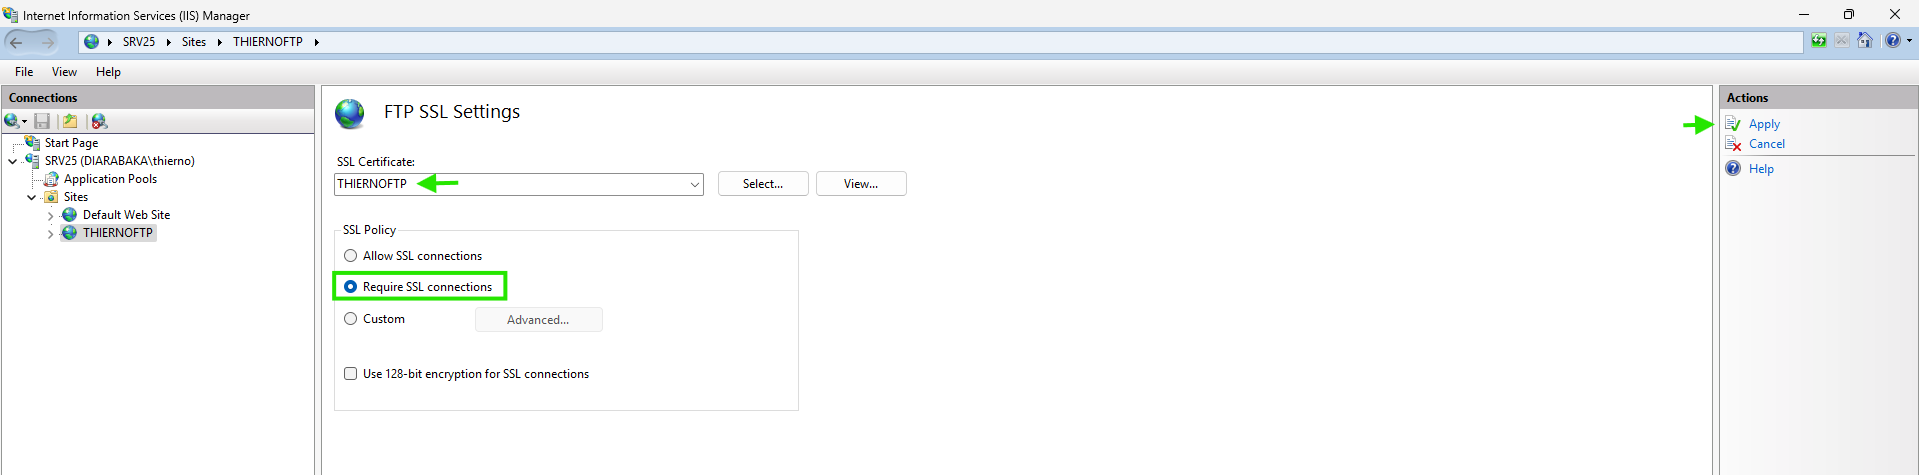 Internet Information Services (IIS) Manager
SRV25 Sites THIERNOFTP
File View Help
Connections
Start Page
SRV25 (DIARABAKA\thierno)
Application Pools
Sites
Default Web Site
THIERNOFTP
FTP SSL Settings
SSL Certificate:
THIERNOFTP Select... View...
SSL Policy
Allow SSL connections
Require SSL connections
Custom Advanced...
Use 128-bit encryption for SSL connections
Actions
Apply
Cancel
Help